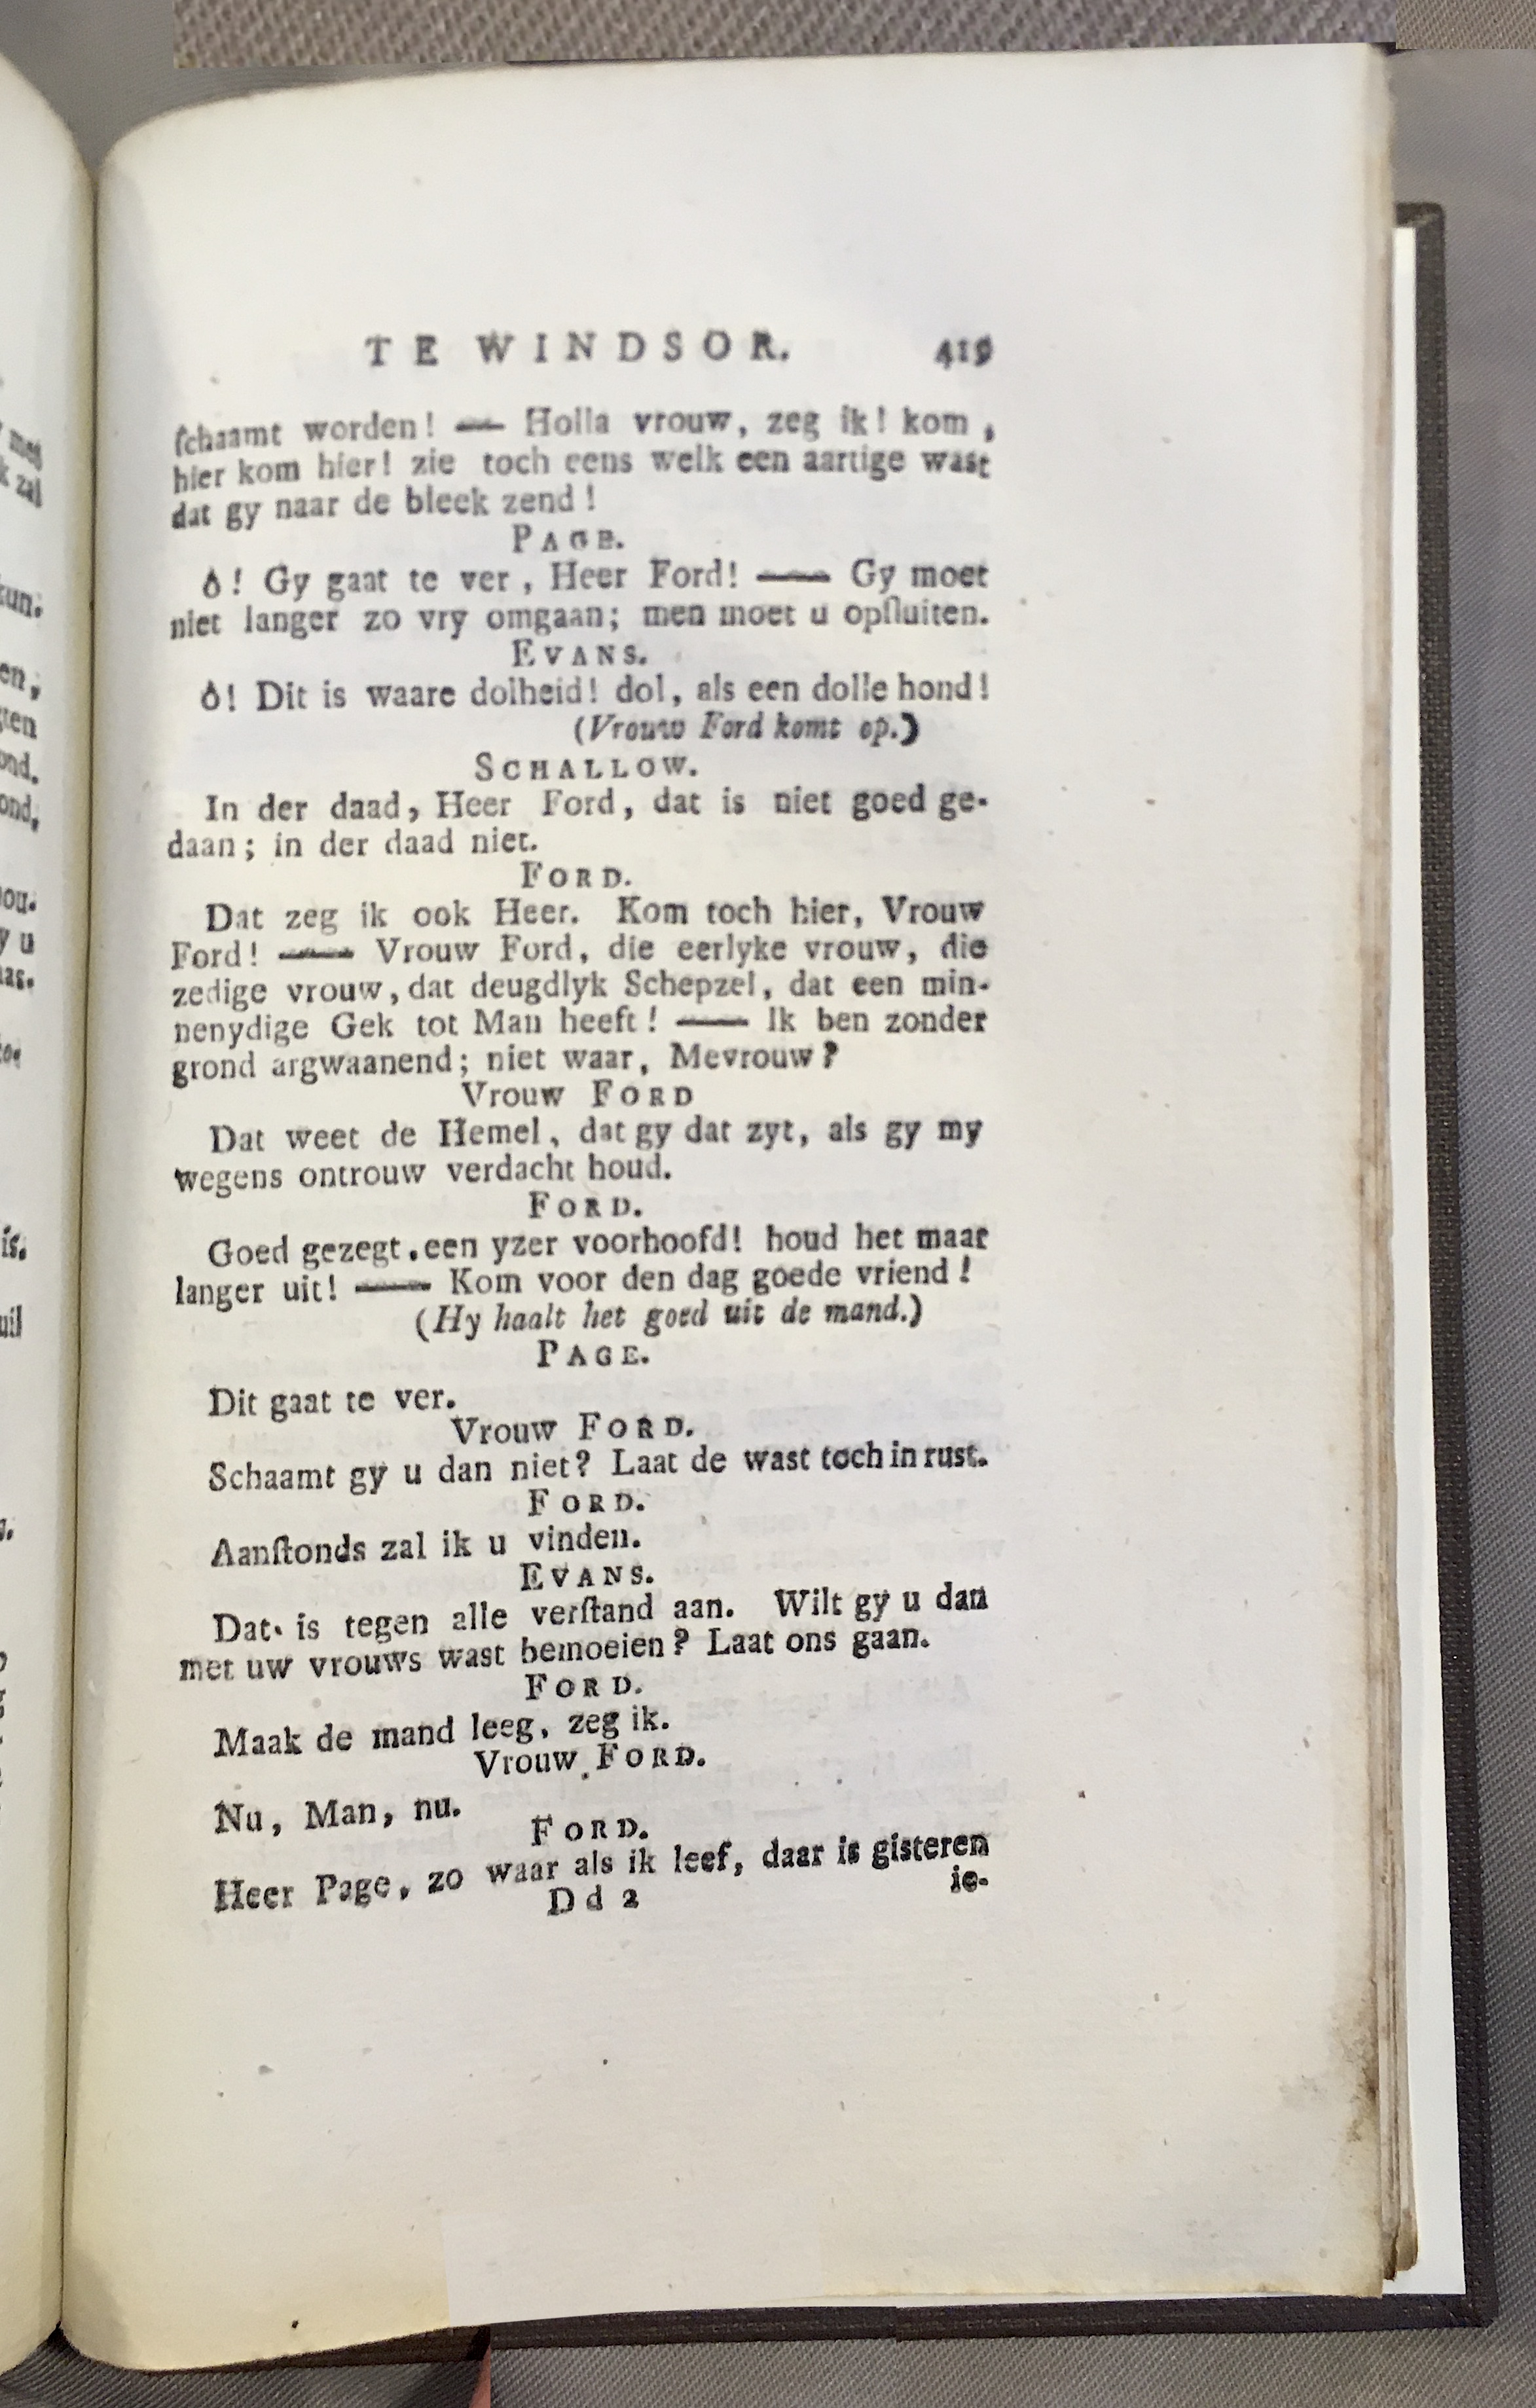 TE WINDSOR. 419
ſchaamt worden! — Holla vrouw, zeg ik! kom,
hier kom hier! zie toch eens welk een aartige wast
dat gy naar de bleek zend!
PAGE.
ô! Gy gaat te ver, Heer Ford! — Gy moet
niet langer zo vry omgaan; men moet u opſluiten.
EVANS.
ô! Dit is waare dolheid! dol, als een dolle hond!
(Vrouw Ford komt op.)
SCHALLOW.
In der daad, Heer Ford, dat is niet goed ge-
daan; in der daad niet.
FORD.
Dat zeg ik ook Heer. Kom toch hier, Vrouw
Ford! — Vrouw Ford, die eerlyke vrouw, die
zedige vrouw, dat deugdlyk Schepzel, dat een min-
nenydige Gek tot Man heeft! — Ik ben zonder
grond argwaanend; niet waar, Mevrouw?
Vrouw FORD
Dat weet de Hemel, dat gy dat zyt, als gy my
wegens ontrouw verdacht houd.
FORD.
Goed gezegt. een yzer voorhoofd! houd het maar
langer uit! — Kom voor den dag goede vriend!
(Hy haalt het goed uit de mand.)
PAGE.
Dit gaat te ver.
Vrouw FORD.
Schaamt gy u dan niet? Laat de wast toch in rust.
FORD.
Aanſtonds zal ik u vinden.
EVANS.
Dat is tegen alle verſtand aan. Wilt gy u dan
met uw vrouws wast bemoeien? Laat ons gaan.
FORD.
Maak de mand leeg, zeg ik.
Vrouw FORD.
Nu, Man, nu.
FORD.
Heer Page, zo waar als ik leef, daar is gisteren
Dd 2 ie-